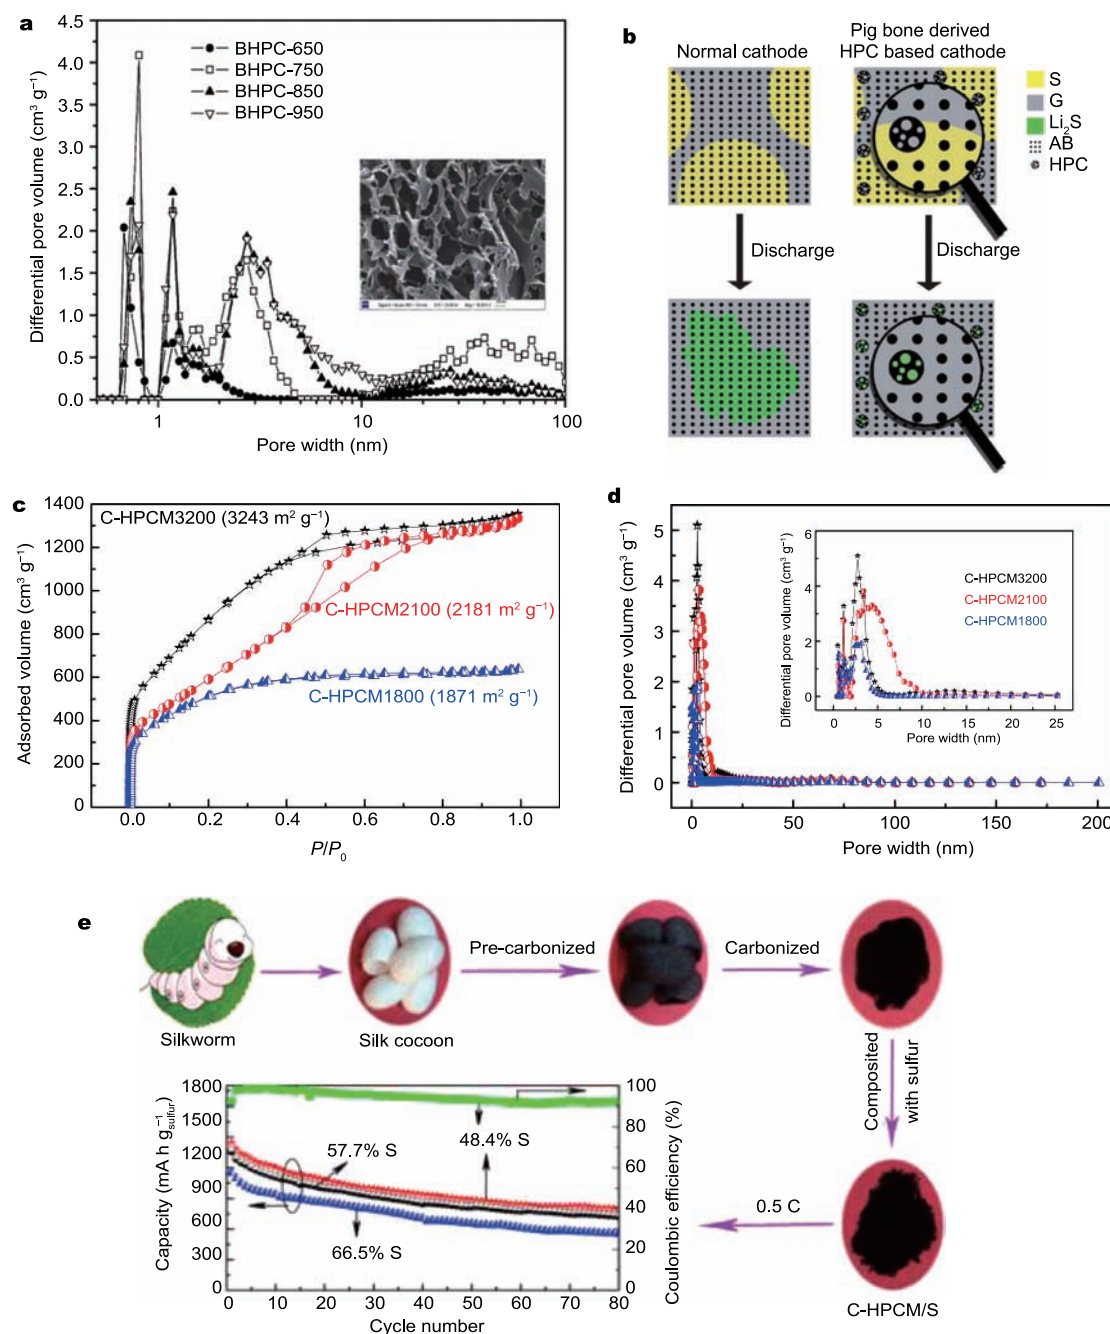 a
4.5
4.0
3.5
3.0
2.5
2.0
1.5
1.0
0.5
0.0
Differential pore volume (cm³ g⁻¹)
BHPC-650
BHPC-750
BHPC-850
BHPC-950
1
10
100
Pore width (nm)
b
Normal cathode
Pig bone derived
HPC based cathode
S
G
Li₂S
AB
HPC
Discharge
Discharge
c
1400
1200
1000
800
600
400
200
0
Adsorbed volume (cm³ g⁻¹)
C-HPCM3200 (3243 m² g⁻¹)
C-HPCM2100 (2181 m² g⁻¹)
C-HPCM1800 (1871 m² g⁻¹)
0.0 0.2 0.4 0.6 0.8 1.0
P/P₀
d
6
5
4
3
2
1
0
Differential pore volume (cm³ g⁻¹)
6
4
2
0
Differential pore volume (cm³ g⁻¹)
C-HPCM3200
C-HPCM2100
C-HPCM1800
0 5 10 15 20 25
Pore width (nm)
0 50 100 150 200
Pore width (nm)
e
Pre-carbonized
Carbonized
Silkworm
Silk cocoon
Composited
with sulfur
1800
1500
1200
900
600
300
0
Capacity (mA h g⁻¹ sulfur)
57.7% S
48.4% S
66.5% S
100
80
60
40
20
0
Coulombic efficiency (%)
0 10 20 30 40 50 60 70 80
Cycle number
0.5 C
C-HPCM/S